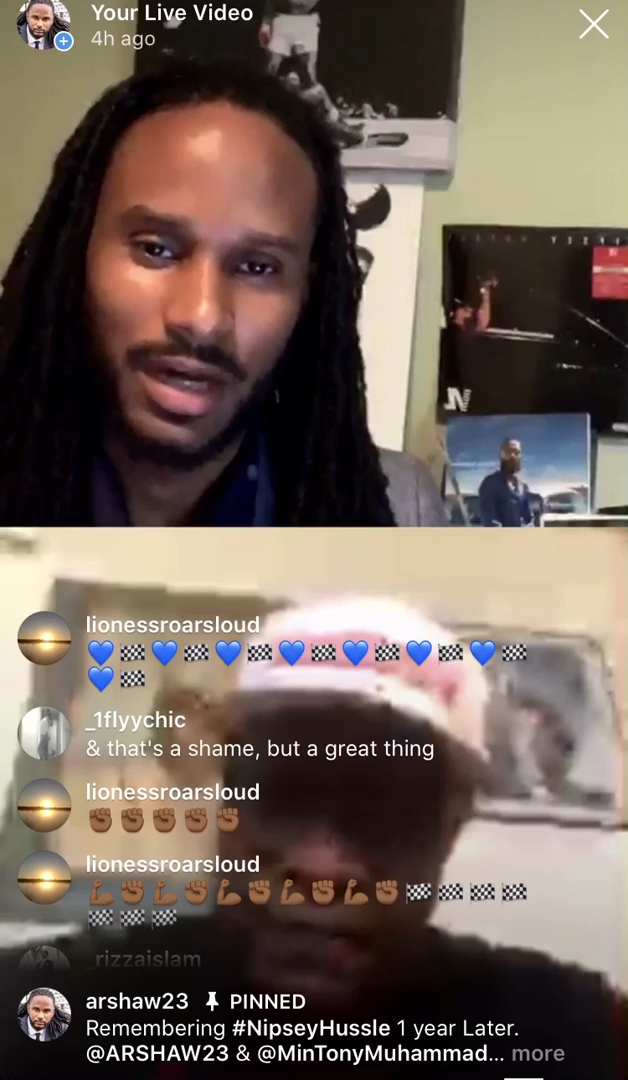 Your Live Video
4h ago
lionessroarsloud
💙🏁💙🏁💙🏁💙🏁💙🏁💙🏁💙🏁
💙🏁
_1flyychic
& that's a shame, but a great thing
lionessroarsloud
✊🏾✊🏾✊🏾✊🏾✊🏾
lionessroarsloud
💪🏾✊🏾💪🏾✊🏾💪🏾✊🏾💪🏾✊🏾💪🏾✊🏾🏁🏁🏁🏁
🏁🏁🏁
_rizzaislam
arshaw23 📌 PINNED
Remembering #NipseyHussle 1 year Later.
@ARSHAW23 & @MinTonyMuhammad... more